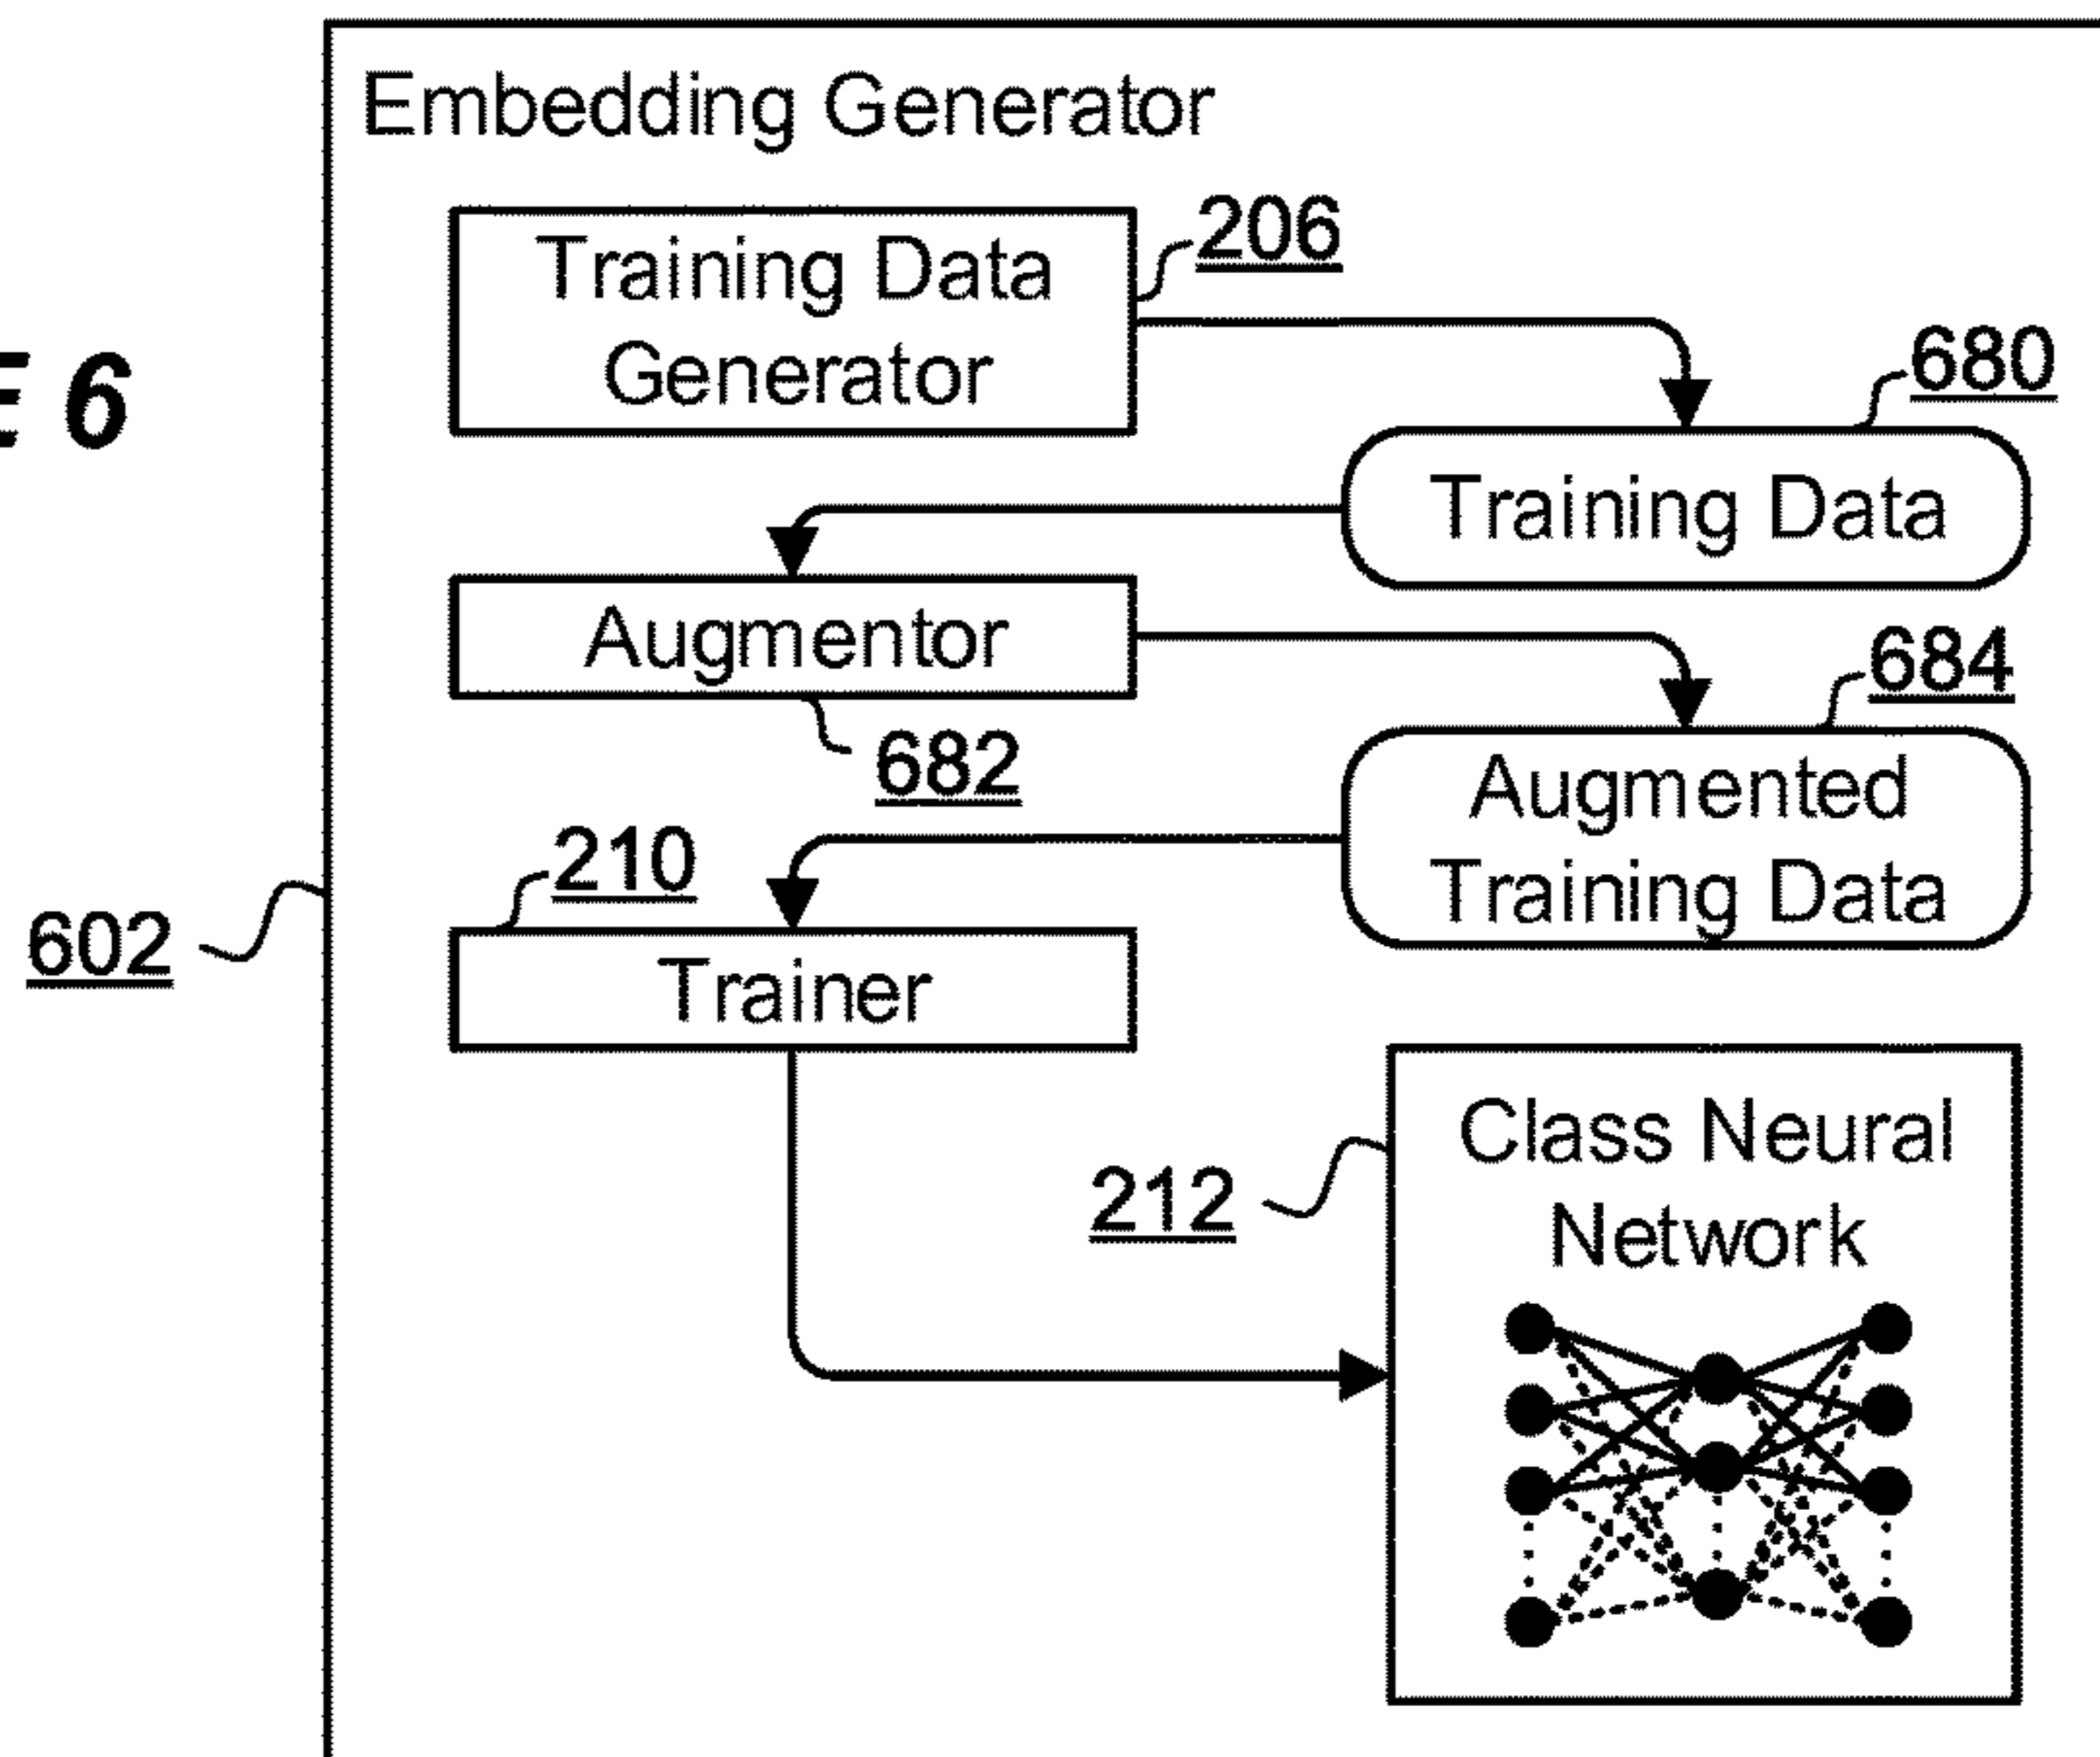 Embedding Generator
Training Data
Generator
206
E 6
680
Training Data
Augmentor
684
682
Augmented
Training Data
210
602
Trainer
Class Neural
Network
212